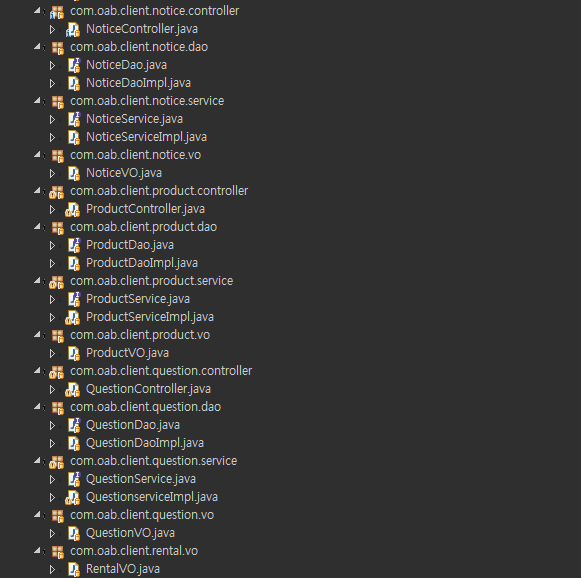 com.oab.client.notice.controller
NoticeController.java
com.oab.client.notice.dao
NoticeDao.java
NoticeDaoImpl.java
com.oab.client.notice.service
NoticeService.java
NoticeServiceImpl.java
com.oab.client.notice.vo
NoticeVO.java
com.oab.client.product.controller
ProductController.java
com.oab.client.product.dao
ProductDao.java
ProductDaoImpl.java
com.oab.client.product.service
ProductService.java
ProductServiceImpl.java
com.oab.client.product.vo
ProductVO.java
com.oab.client.question.controller
QuestionController.java
com.oab.client.question.dao
QuestionDao.java
QuestionDaoImpl.java
com.oab.client.question.service
QuestionService.java
QuestionserviceImpl.java
com.oab.client.question.vo
QuestionVO.java
com.oab.client.rental.vo
RentalVO.java